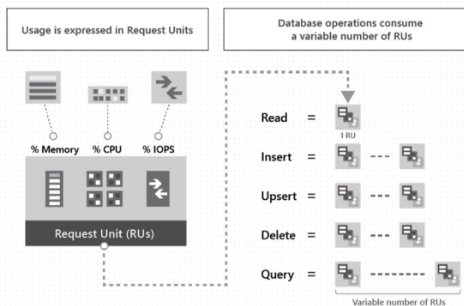 Usage is expressed in Request Units
Database operations consume
a variable number of RUs
% Memory % CPU % IOPS
Request Unit (RUs)
Read =
1 RU
Insert =
Upsert =
Delete =
Query =
Variable number of RUs